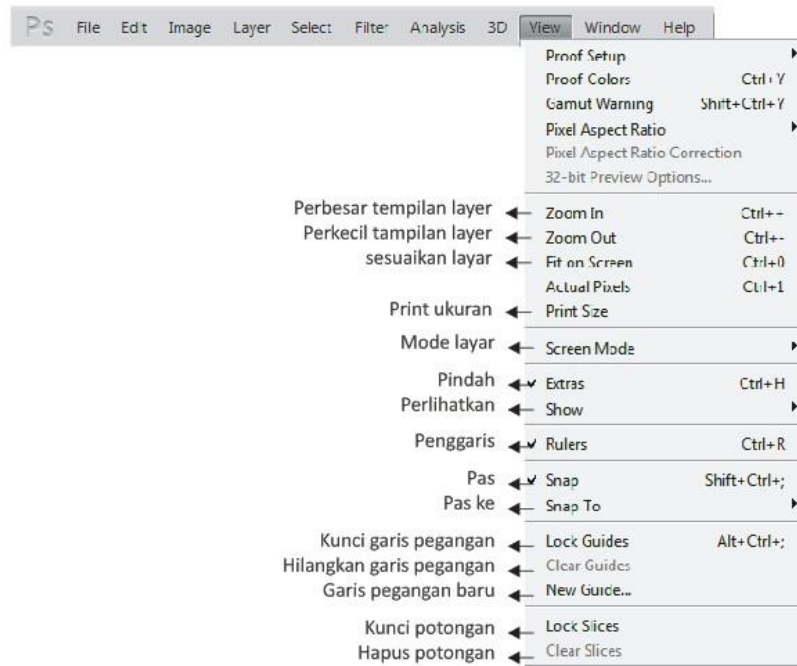 Ps File Edit Image Layer Select Filter Analysis 3D View Window Help
Proof Setup
Proof Colors Ctrl+Y
Gamut Warning Shift+Ctrl+Y
Pixel Aspect Ratio
Pixel Aspect Ratio Correction
32-bit Preview Options...
Perbesar tempilan layer Zoom In Ctrl++
Perkecil tampilan layer Zoom Out Ctrl+-
sesuaikan layar Fit on Screen Ctrl+0
Actual Pixels Ctrl+1
Print ukuran Print Size
Mode layar Screen Mode
Pindah Extras Ctrl+H
Perlihatkan Show
Penggaris Rulers Ctrl+R
Pas Snap Shift+Ctrl+;
Pas ke Snap To
Kunci garis pegangan Lock Guides Alt+Ctrl+;
Hilangkan garis pegangan Clear Guides
Garis pegangan baru New Guide...
Kunci potongan Lock Slices
Hapus potongan Clear Slices